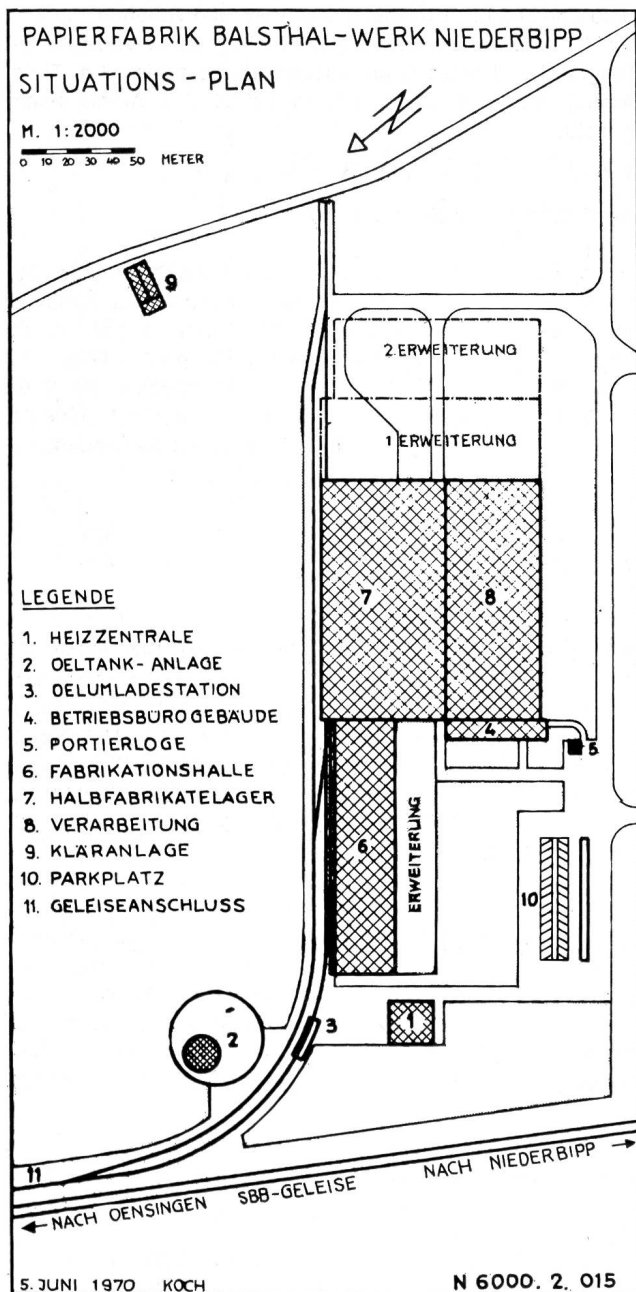 PAPIERFABRIK BALSTHAL-WERK NIEDERBIPP
SITUATIONS - PLAN
M. 1:2000
0 10 20 30 40 50 METER
9
2. ERWEITERUNG
1 ERWEITERUNG
7
8
LEGENDE
1. HEIZZENTRALE
2. OELTANK-ANLAGE
3. OELUMLADESTATION
4. BETRIEBSBÜROGEBÄUDE
5. PORTIERLOGE
6. FABRIKATIONSHALLE
7. HALBFABRIKATELAGER
8. VERARBEITUNG
9. KLÄRANLAGE
10. PARKPLATZ
11. GELEISEANSCHLUSS
4
5.
6
ERWEITERUNG
10
1
2
3
11
NACH OENSINGEN SBB-GELEISE NACH NIEDERBIPP
5. JUNI 1970 KOCH N 6000. 2. 015